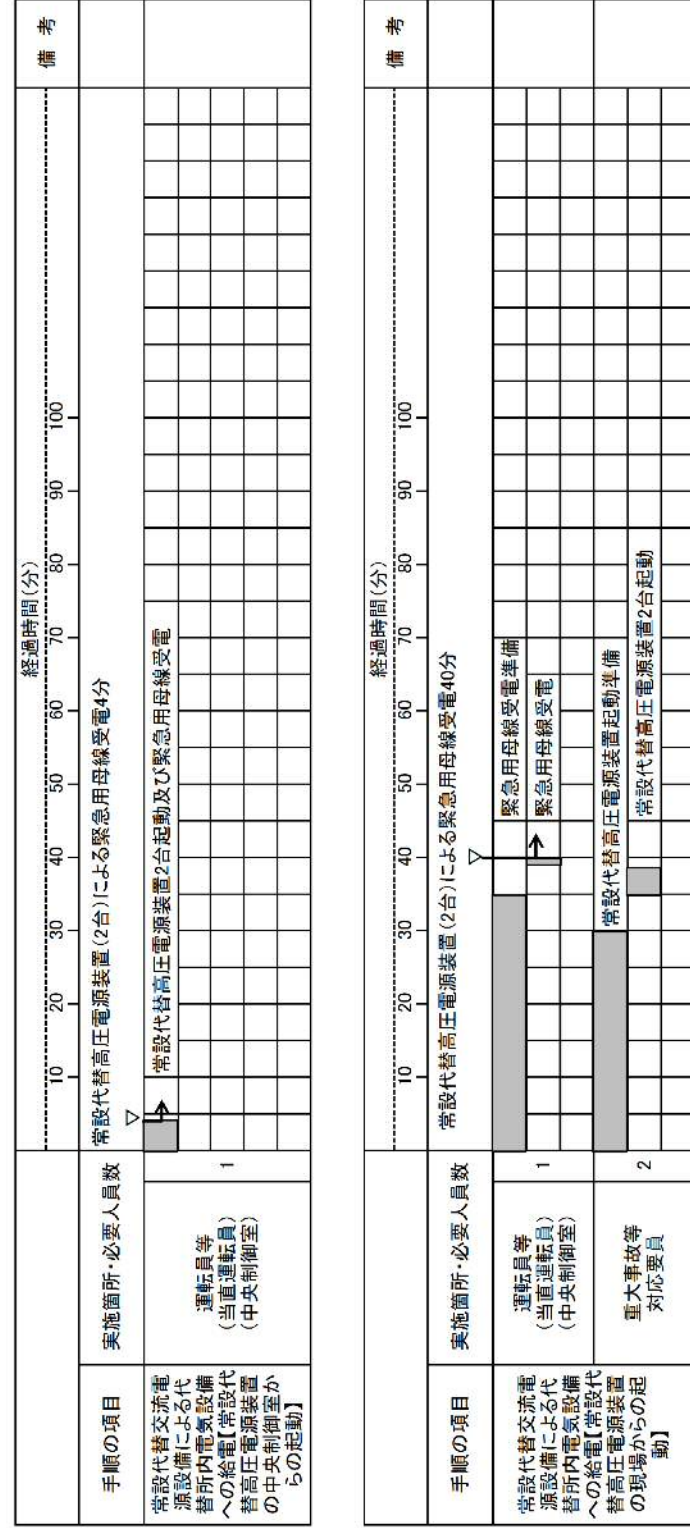 経過時間(分)
備 考
手順の項目
実施箇所・必要人員数
10
20
30
40
50
60
70
80
90
100
常設代替高圧電源装置(2台)による緊急用母線受電4分
▽
常設代替交流電
源設備による代
替所内電気設備
への給電【常設代
替高圧電源装置
の中央制御室か
らの起動】
運転員等
(当直運転員)
(中央制御室)
1
常設代替高圧電源装置2台起動及び緊急用母線受電
経過時間(分)
備 考
手順の項目
実施箇所・必要人員数
10
20
30
40
50
60
70
80
90
100
常設代替高圧電源装置(2台)による緊急用母線受電40分
▽
常設代替交流電
源設備による代
替所内電気設備
への給電【常設代
替高圧電源装置
の現場からの起
動】
運転員等
(当直運転員)
(中央制御室)
1
緊急用母線受電準備
緊急用母線受電
重大事故等
対応要員
2
常設代替高圧電源装置起動準備
常設代替高圧電源装置2台起動